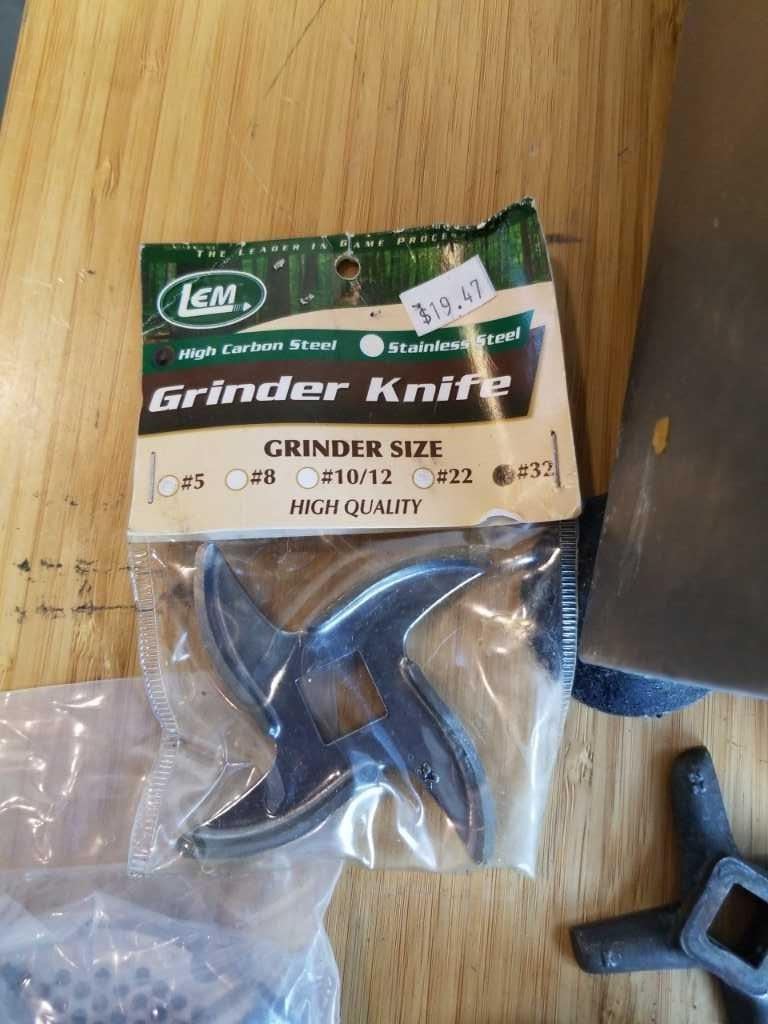 THE LEADER IN GAME PROCES
LEM
$19.47
High Carbon Steel Stainless Steel
Grinder Knife
GRINDER SIZE
#5 #8 #10/12 #22 #32
HIGH QUALITY